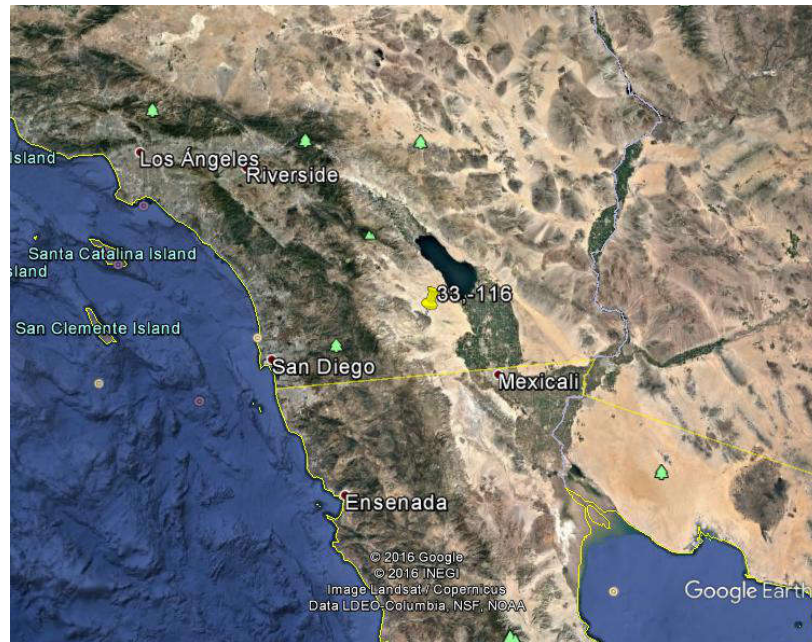 Los Ángeles
Island
Riverside
Santa Catalina Island
sland
33,-116
San Clemente Island
San Diego
Mexicali
Ensenada
© 2016 Google
© 2016 INEGI
Image Landsat / Copernicus
Data LDEO-Columbia, NSF, NOAA
Google Earth